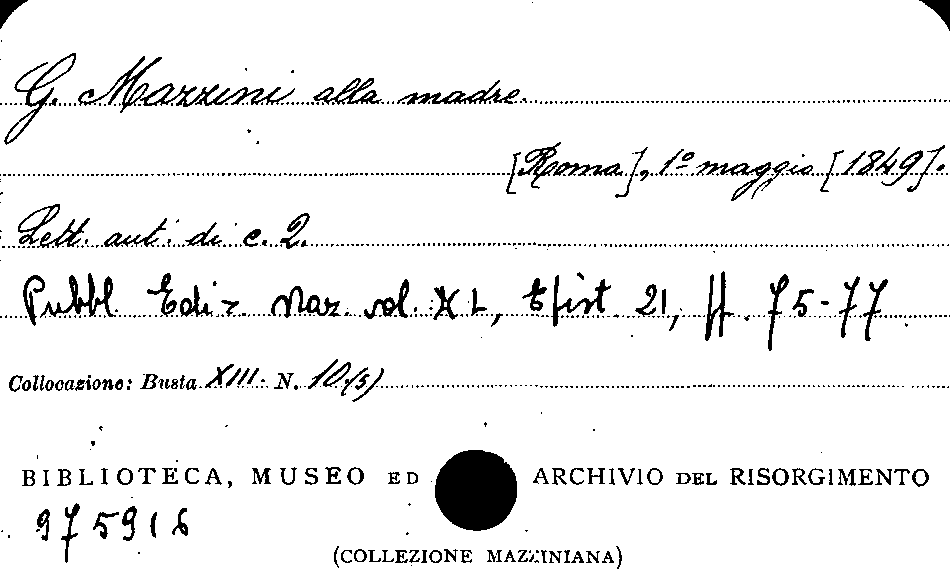 G. Mazzini alla madre.
[Roma], 1º maggio [1849].
Lett. aut. di c. 2.
Pubbl. Ediz. Naz. vol. XL, Epist. 21, pp. 75-77
Collocazione: Busta XIII. N. 10(5)
BIBLIOTECA, MUSEO ED ARCHIVIO DEL RISORGIMENTO
975916
(COLLEZIONE MAZZINIANA)